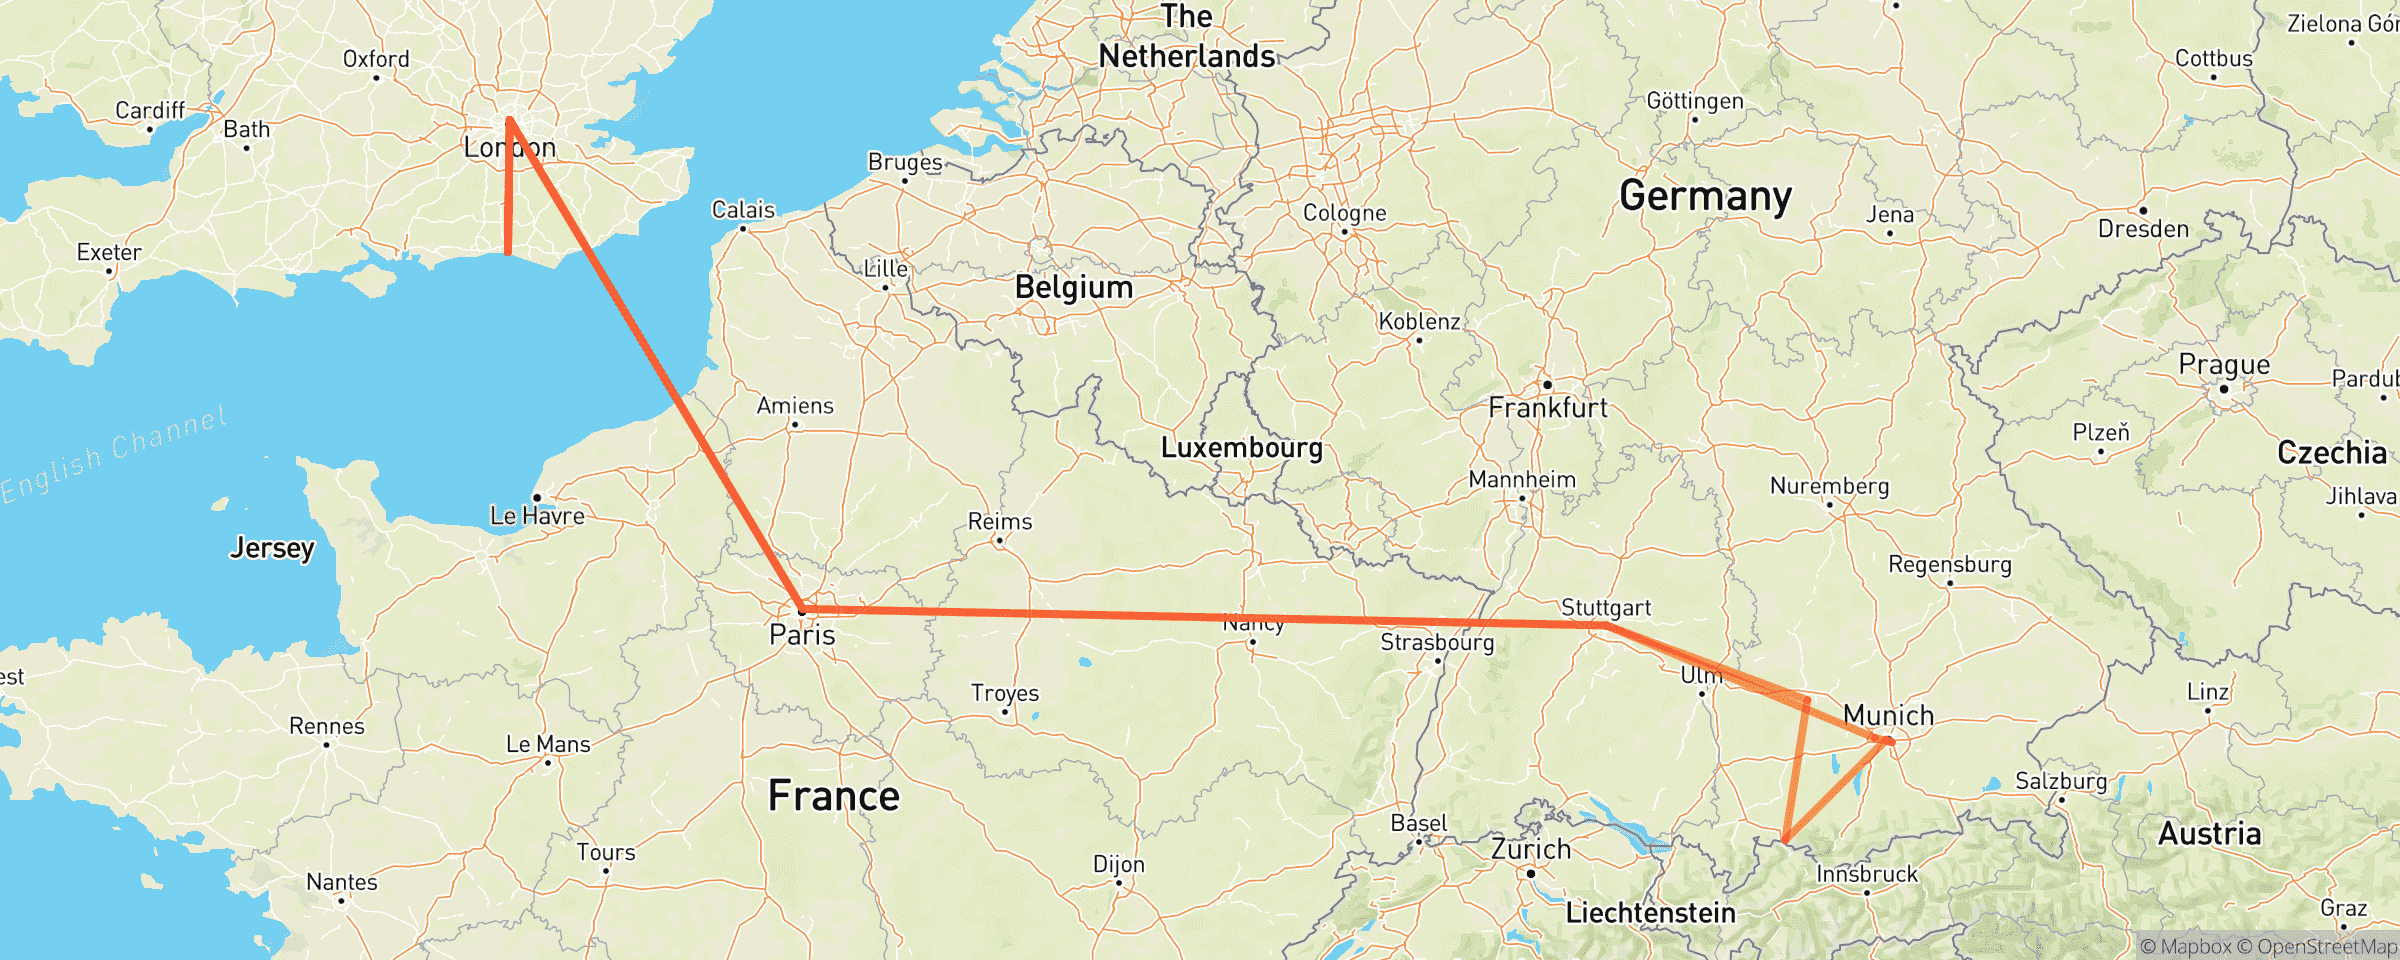 The
Netherlands
Zielona Gór
Oxford
Cottbus
Göttingen
Cardiff
Bath
London
Bruges
Germany
Calais
Cologne
Jena
Dresden
Exeter
Lille
Belgium
Koblenz
Prague
Pardub
Amiens
Frankfurt
English Channel
Plzeň
Luxembourg
Czechia
Mannheim
Nuremberg
Jihlava
Le Havre
Reims
Jersey
Regensburg
Stuttgart
Nancy
Paris
Strasbourg
est
Ulm
Troyes
Linz
Munich
Rennes
Le Mans
Salzburg
France
Basel
Austria
Zürich
Tours
Dijon
Innsbruck
Nantes
Liechtenstein
Graz
© Mapbox © OpenStreetMap